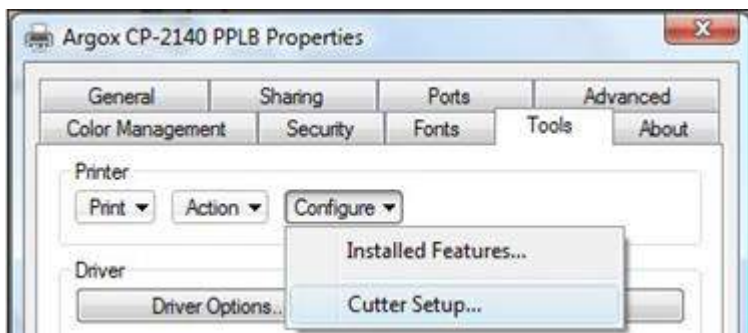 Argox CP-2140 PPLB Properties
General Sharing Ports Advanced
Color Management Security Fonts Tools About
Printer
Print Action Configure
Installed Features...
Driver
Driver Options... Cutter Setup...